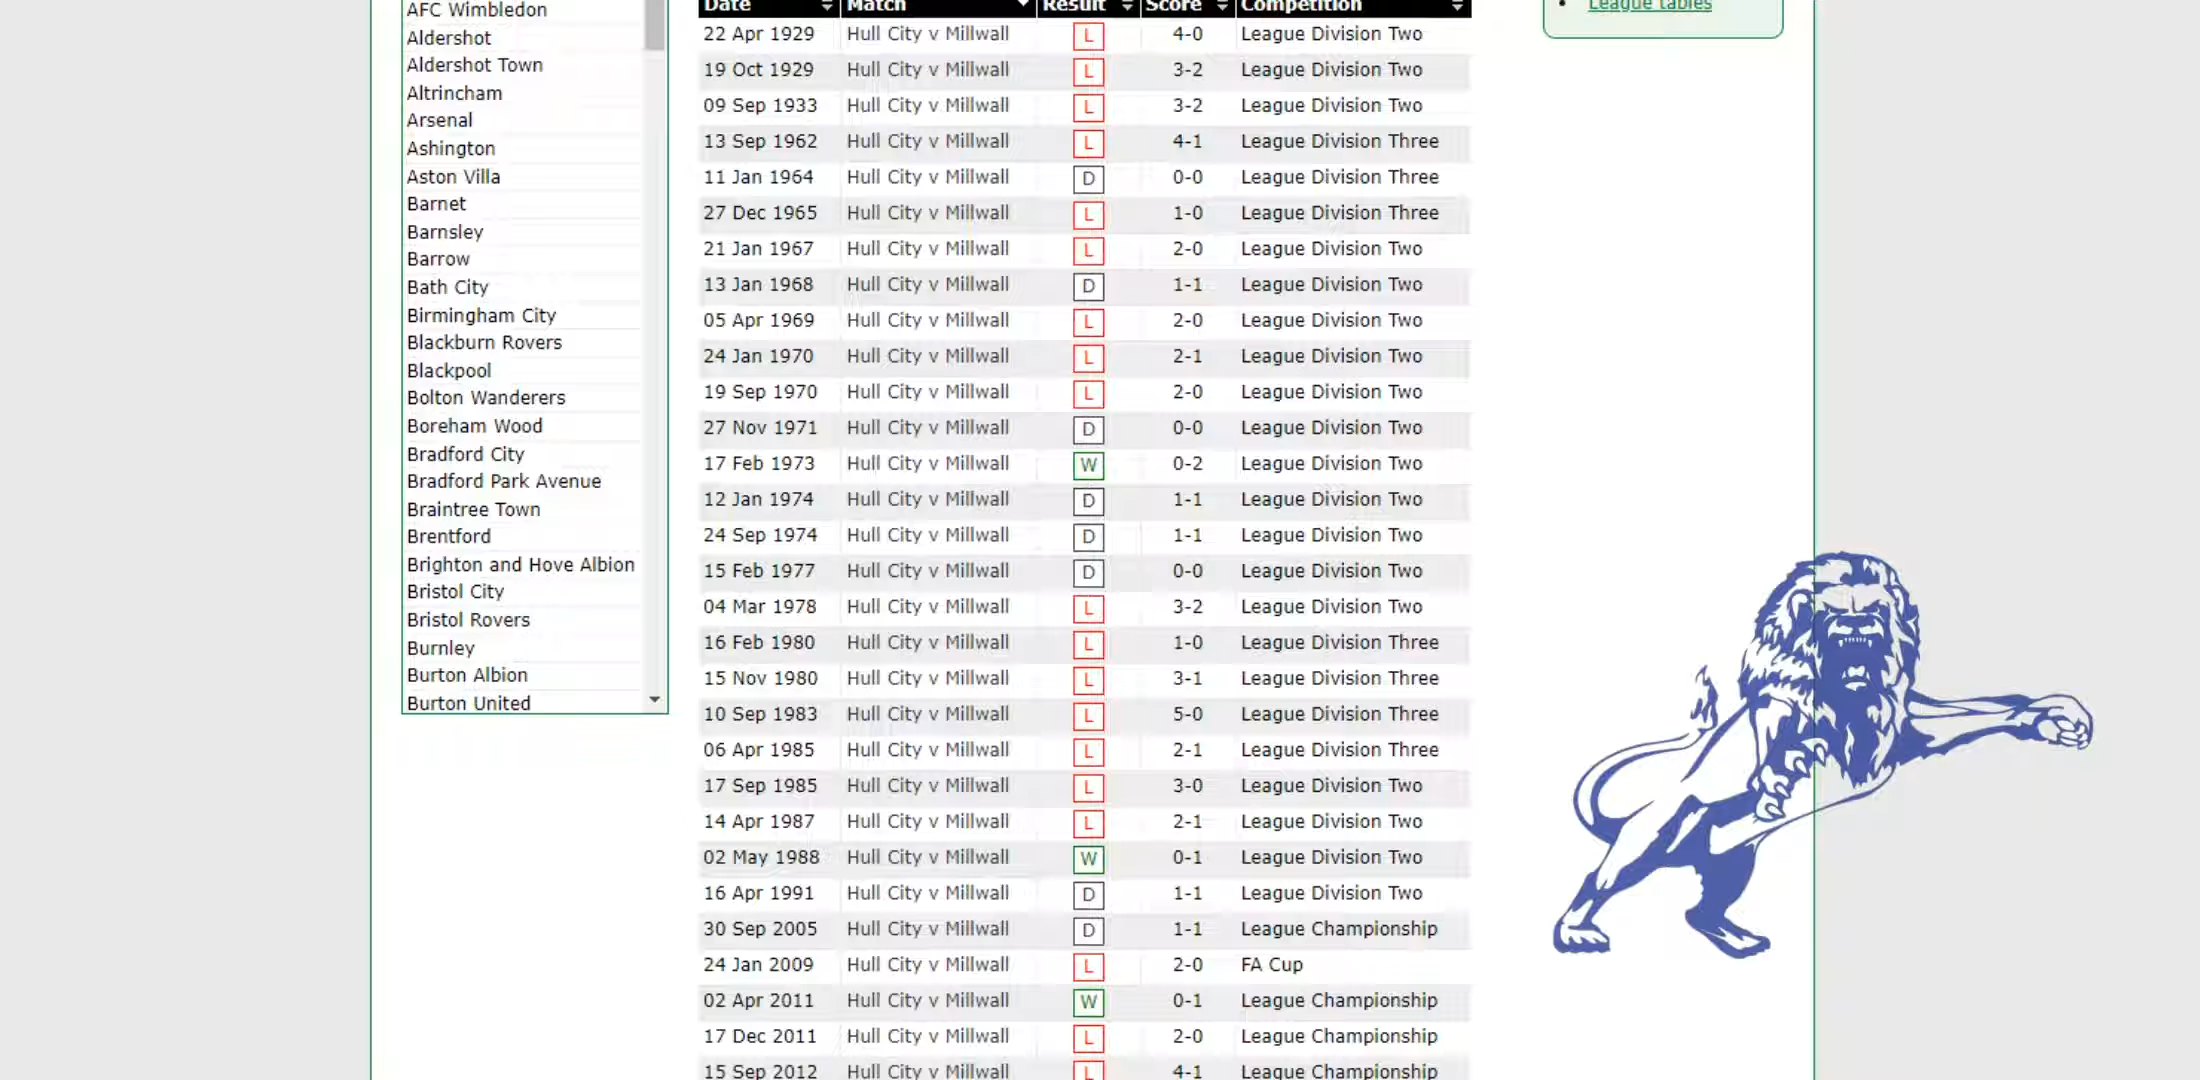 AFC Wimbledon
Aldershot
Aldershot Town
Altrincham
Arsenal
Ashington
Aston Villa
Barnet
Barnsley
Barrow
Bath City
Birmingham City
Blackburn Rovers
Blackpool
Bolton Wanderers
Boreham Wood
Bradford City
Bradford Park Avenue
Braintree Town
Brentford
Brighton and Hove Albion
Bristol City
Bristol Rovers
Burnley
Burton Albion
Burton United
Date Match Result Score Competition
22 Apr 1929 Hull City v Millwall L 4-0 League Division Two
19 Oct 1929 Hull City v Millwall L 3-2 League Division Two
09 Sep 1933 Hull City v Millwall L 3-2 League Division Two
13 Sep 1962 Hull City v Millwall L 4-1 League Division Three
11 Jan 1964 Hull City v Millwall D 0-0 League Division Three
27 Dec 1965 Hull City v Millwall L 1-0 League Division Three
21 Jan 1967 Hull City v Millwall L 2-0 League Division Two
13 Jan 1968 Hull City v Millwall D 1-1 League Division Two
05 Apr 1969 Hull City v Millwall L 2-0 League Division Two
24 Jan 1970 Hull City v Millwall L 2-1 League Division Two
19 Sep 1970 Hull City v Millwall L 2-0 League Division Two
27 Nov 1971 Hull City v Millwall D 0-0 League Division Two
17 Feb 1973 Hull City v Millwall W 0-2 League Division Two
12 Jan 1974 Hull City v Millwall D 1-1 League Division Two
24 Sep 1974 Hull City v Millwall D 1-1 League Division Two
15 Feb 1977 Hull City v Millwall D 0-0 League Division Two
04 Mar 1978 Hull City v Millwall L 3-2 League Division Two
16 Feb 1980 Hull City v Millwall L 1-0 League Division Three
15 Nov 1980 Hull City v Millwall L 3-1 League Division Three
10 Sep 1983 Hull City v Millwall L 5-0 League Division Three
06 Apr 1985 Hull City v Millwall L 2-1 League Division Three
17 Sep 1985 Hull City v Millwall L 3-0 League Division Two
14 Apr 1987 Hull City v Millwall L 2-1 League Division Two
02 May 1988 Hull City v Millwall W 0-1 League Division Two
16 Apr 1991 Hull City v Millwall D 1-1 League Division Two
30 Sep 2005 Hull City v Millwall D 1-1 League Championship
24 Jan 2009 Hull City v Millwall L 2-0 FA Cup
02 Apr 2011 Hull City v Millwall W 0-1 League Championship
17 Dec 2011 Hull City v Millwall L 2-0 League Championship
15 Sep 2012 Hull City v Millwall L 4-1 League Championship
League tables